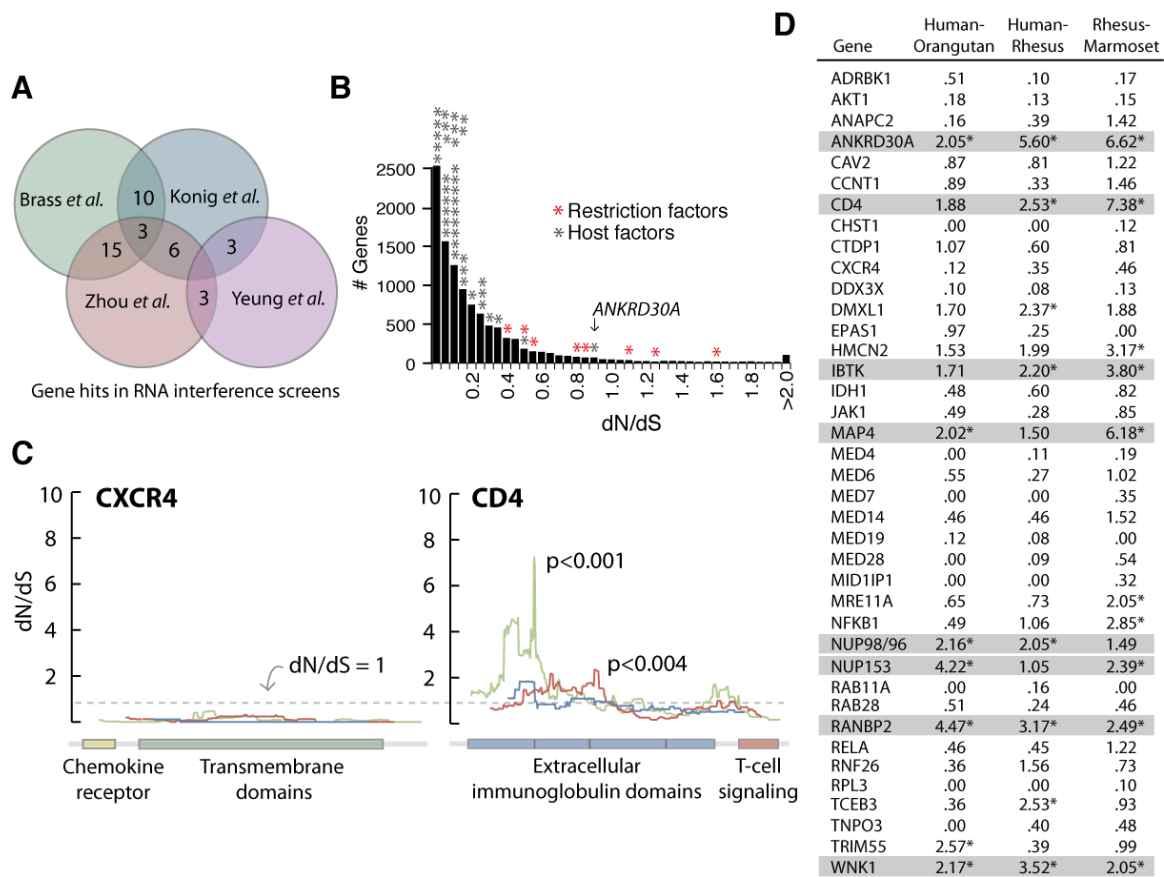 A
Brass et al.
10
Konig et al.
3
15
6
3
Zhou et al.
3
Yeung et al.
Gene hits in RNA interference screens
B
# Genes
2500
2000
1500
1000
500
0
* Restriction factors
* Host factors
ANKRD30A
0.2
0.4
0.6
0.8
1.0
1.2
1.4
1.6
>2.0
dN/dS
C
CXCR4
dN/dS
10
8
6
4
2
dN/dS = 1
Chemokine
receptor
Transmembrane
domains
CD4
10
8
6
4
2
p<0.001
p<0.004
Extracellular
immunoglobulin domains
T-cell
signaling
D
Gene Human-Orangutan Human-Rhesus Rhesus-Marmoset
ADRBK1 .51 .10 .17
AKT1 .18 .13 .15
ANAPC2 .16 .39 1.42
ANKRD30A 2.05* 5.60* 6.62*
CAV2 .87 .81 1.22
CCNT1 .89 .33 1.46
CD4 1.88 2.53* 7.38*
CHST1 .00 .00 .12
CTDP1 1.07 .60 .81
CXCR4 .12 .35 .46
DDX3X .10 .08 .13
DMXL1 1.70 2.37* 1.88
EPAS1 .97 .25 .00
HMCN2 1.53 1.99 3.17*
IBTK 1.71 2.20* 3.80*
IDH1 .48 .60 .82
JAK1 .49 .28 .85
MAP4 2.02* 1.50 6.18*
MED4 .00 .11 .19
MED6 .55 .27 1.02
MED7 .00 .00 .35
MED14 .46 .46 1.52
MED19 .12 .08 .00
MED28 .00 .09 .54
MID1IP1 .00 .00 .32
MRE11A .65 .73 2.05*
NFKB1 .49 1.06 2.85*
NUP98/96 2.16* 2.05* 1.49
NUP153 4.22* 1.05 2.39*
RAB11A .00 .16 .00
RAB28 .51 .24 .46
RANBP2 4.47* 3.17* 2.49*
RELA .46 .45 1.22
RNF26 .36 1.56 .73
RPL3 .00 .00 .10
TCEB3 .36 2.53* .93
TNPO3 .00 .40 .48
TRIM55 2.57* .39 .99
WNK1 2.17* 3.52* 2.05*